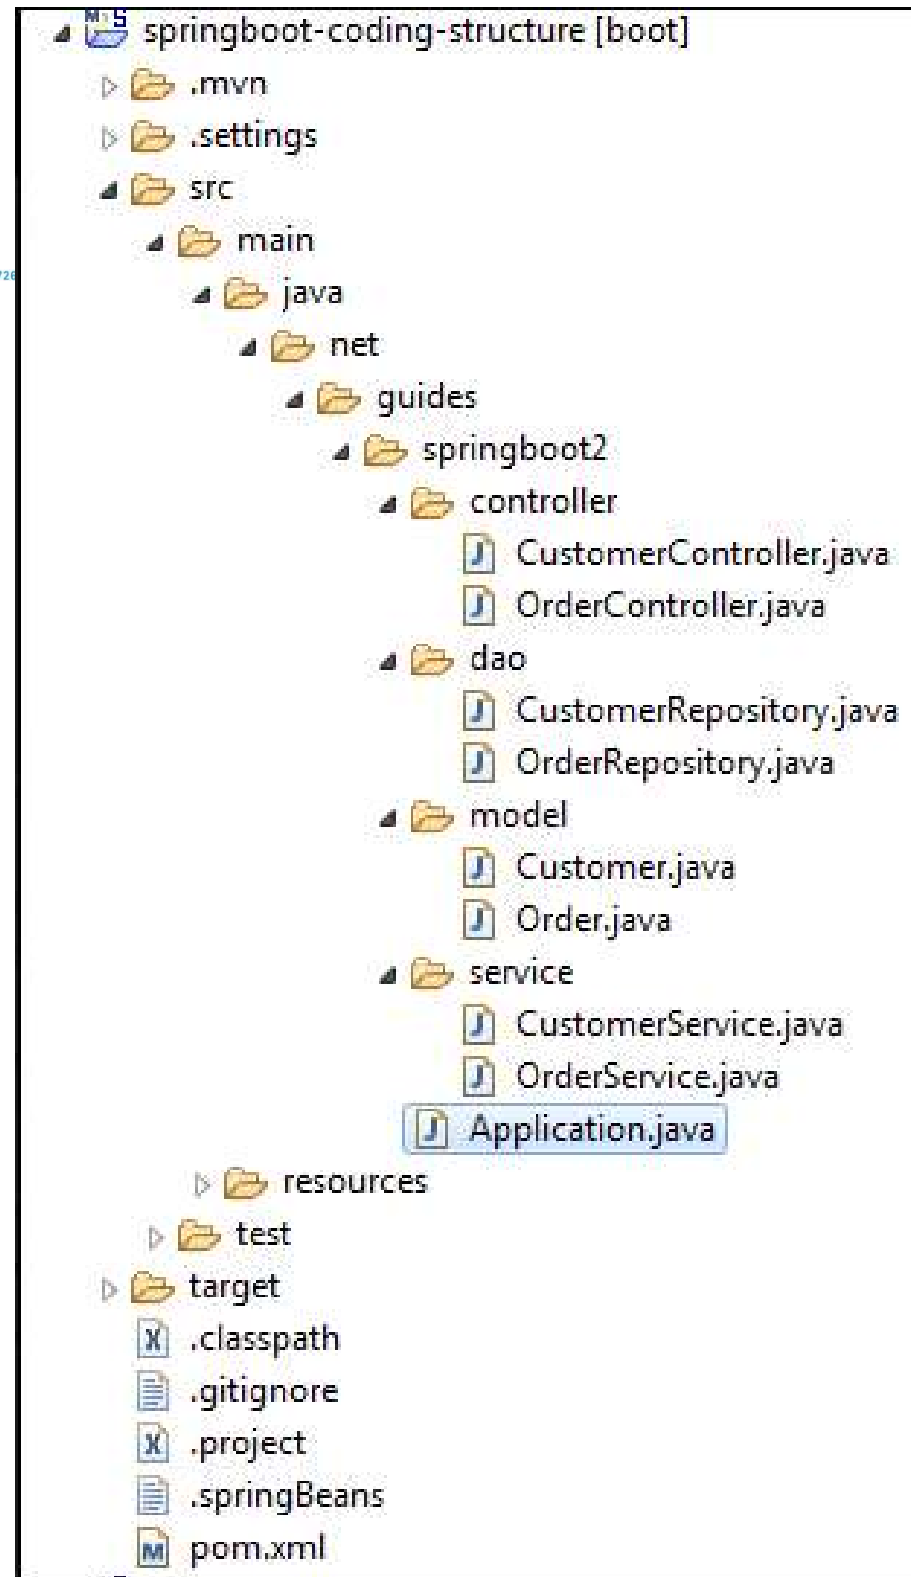 springboot-coding-structure [boot]
.mvn
.settings
src
main
java
net
guides
springboot2
controller
CustomerController.java
OrderController.java
dao
CustomerRepository.java
OrderRepository.java
model
Customer.java
Order.java
service
CustomerService.java
OrderService.java
Application.java
resources
test
target
.classpath
.gitignore
.project
.springBeans
pom.xml